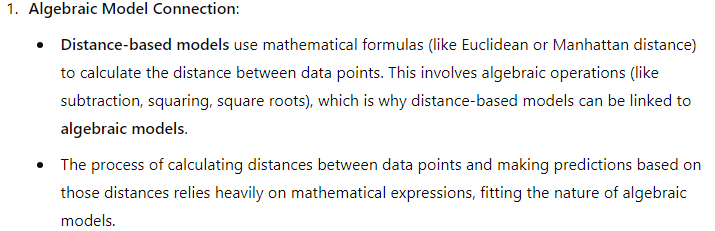 1. Algebraic Model Connection:
• Distance-based models use mathematical formulas (like Euclidean or Manhattan distance)
to calculate the distance between data points. This involves algebraic operations (like
subtraction, squaring, square roots), which is why distance-based models can be linked to
algebraic models.
• The process of calculating distances between data points and making predictions based on
those distances relies heavily on mathematical expressions, fitting the nature of algebraic
models.